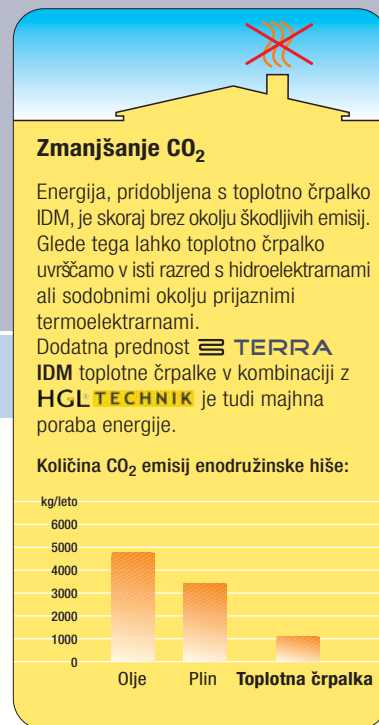 Zmanjšanje CO₂
Energija, pridobljena s toplotno črpalko
IDM, je skoraj brez okolju škodljivih emisij.
Glede tega lahko toplotno črpalko
uvrščamo v isti razred s hidroelektrarnami
ali sodobnimi okolju prijaznimi
termoelektrarnami.
Dodatna prednost TERRA
IDM toplotne črpalke v kombinaciji z
HGL® TECHNIK je tudi majhna
poraba energije.
Količina CO₂ emisij enodružinske hiše:
kg/leto
6000
5000
4000
3000
2000
1000
0
Olje Plin Toplotna črpalka